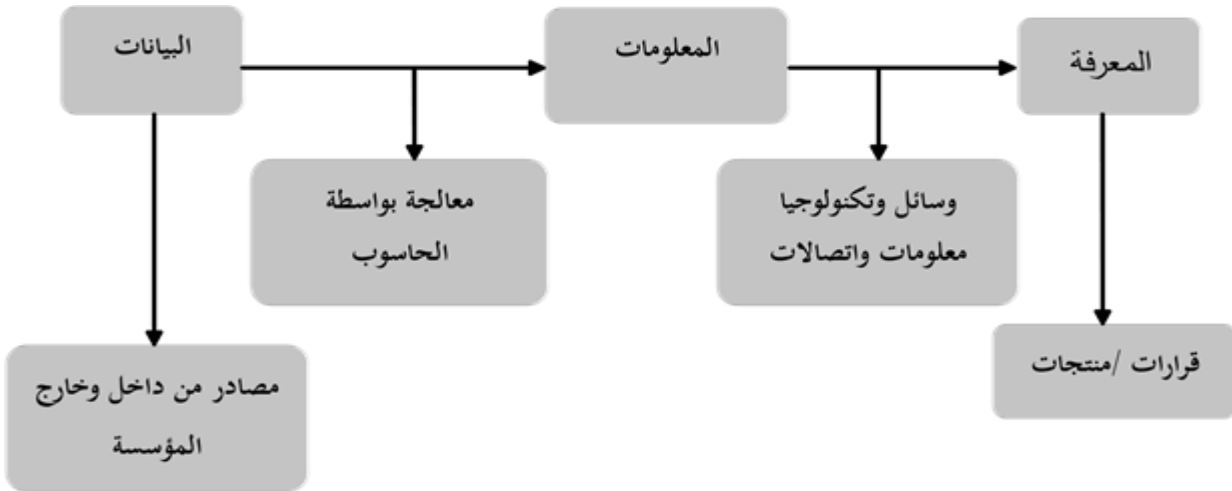 البيانات
المعلومات
المعرفة
معالجة بواسطة
الحاسوب
وسائل وتكنولوجيا
معلومات واتصالات
مصادر من داخل وخارج
المؤسسة
قرارات /منتجات